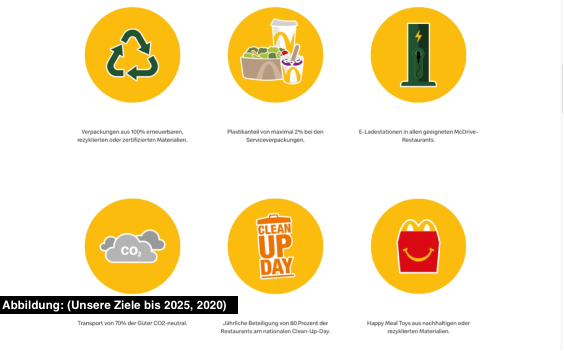 Verpackungen aus 100% erneuerbaren,
rezyklierten oder zertifizierten Materialien.
Plastikanteil von maximal 2% bei den
Serviceverpackungen.
E-Ladestationen in allen geeigneten McDrive-
Restaurants.
CO₂
CLEAN
UP
DAY
Abbildung: (Unsere Ziele bis 2025, 2020)
Transport von 70% der Güter CO2-neutral.
Jährliche Beteiligung von 80 Prozent der
Restaurants am nationalen Clean-Up-Day.
Happy Meal Toys aus nachhaltigen oder
rezyklierten Materialien.